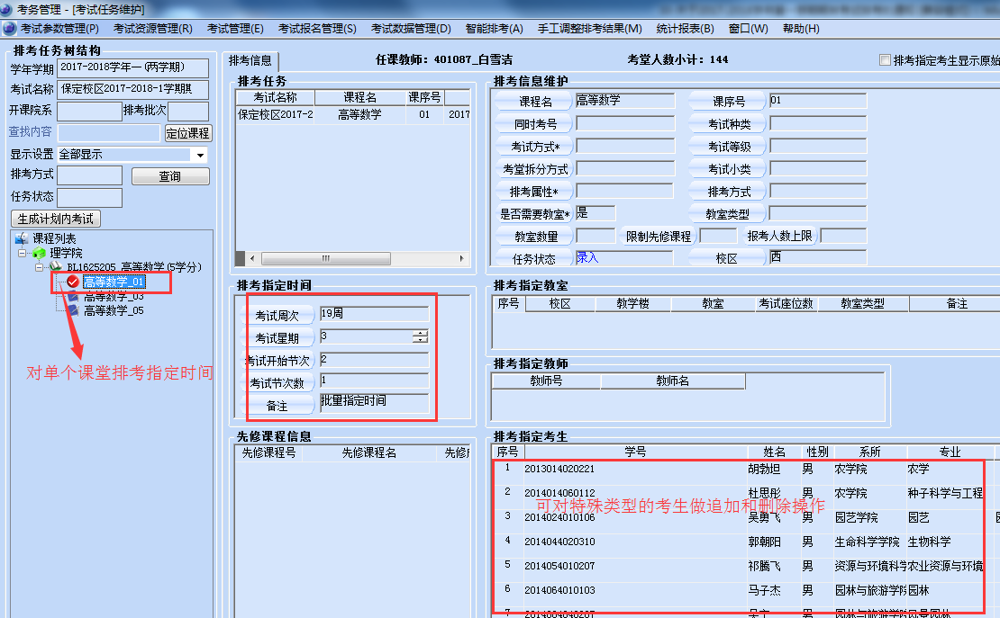 考务管理 - [考试任务维护]
考试参数管理(P) 考试资源管理(R) 考试管理(E) 考试报名管理(S) 考试数据管理(D) 智能排考(A) 手工调整排考结果(M) 统计报表(B) 窗口(W) 帮助(H)
排考任务树结构
学年学期 2017-2018学年一(两学期)
考试名称 保定校区2017-2018-1学期期
开课院系 排考批次
查找内容 定位课程
显示设置 全部显示
排考方式 查询
任务状态
生成计划内考试
课程列表
理学院
BL1625205 高等数学(5学分)
高等数学_01
高等数学_03
高等数学_05
对单个课堂排考指定时间
排考信息 任课教师：401087_白雪洁 考堂人数小计：144 排考指定考生显示原始
排考任务
考试名称 课程名 课序号
保定校区2017-2 高等数学 01 2017
排考信息维护
课程名 高等数学 课序号 01
同时考号 考试种类
考试方式* 考试等级
考堂拆分方式 考试小类
排考属性* 排考方式
是否需要教室* 是 教室类型
教室数量 限制先修课程 报考人数上限
任务状态 录入 校区 西
排考指定时间
考试周次 19周
考试星期 3
考试开始节次 2
考试节次数 1
备注 批量指定时间
排考指定教室
序号 校区 教学楼 教室 考试座位数 教室类型 备注
排考指定教师
教师号 教师名
先修课程信息
先修课程号 先修课程名
排考指定考生
序号 学号 姓名 性别 系所 专业
1 2013014020221 胡勃坦 男 农学院 农学
2 2014014060112 杜思彤 男 农学院 种子科学与工程
可对特殊类型的考生做追加和删除操作
3 2014024010106 吴勇飞 男 园艺学院 园艺
4 2014044020310 郭朝阳 男 生命科学学院 生物科学
5 2014054010207 祁腾飞 男 资源与环境科学 农业资源与环境
6 2014064010103 马子杰 男 园林与旅游学院 园林